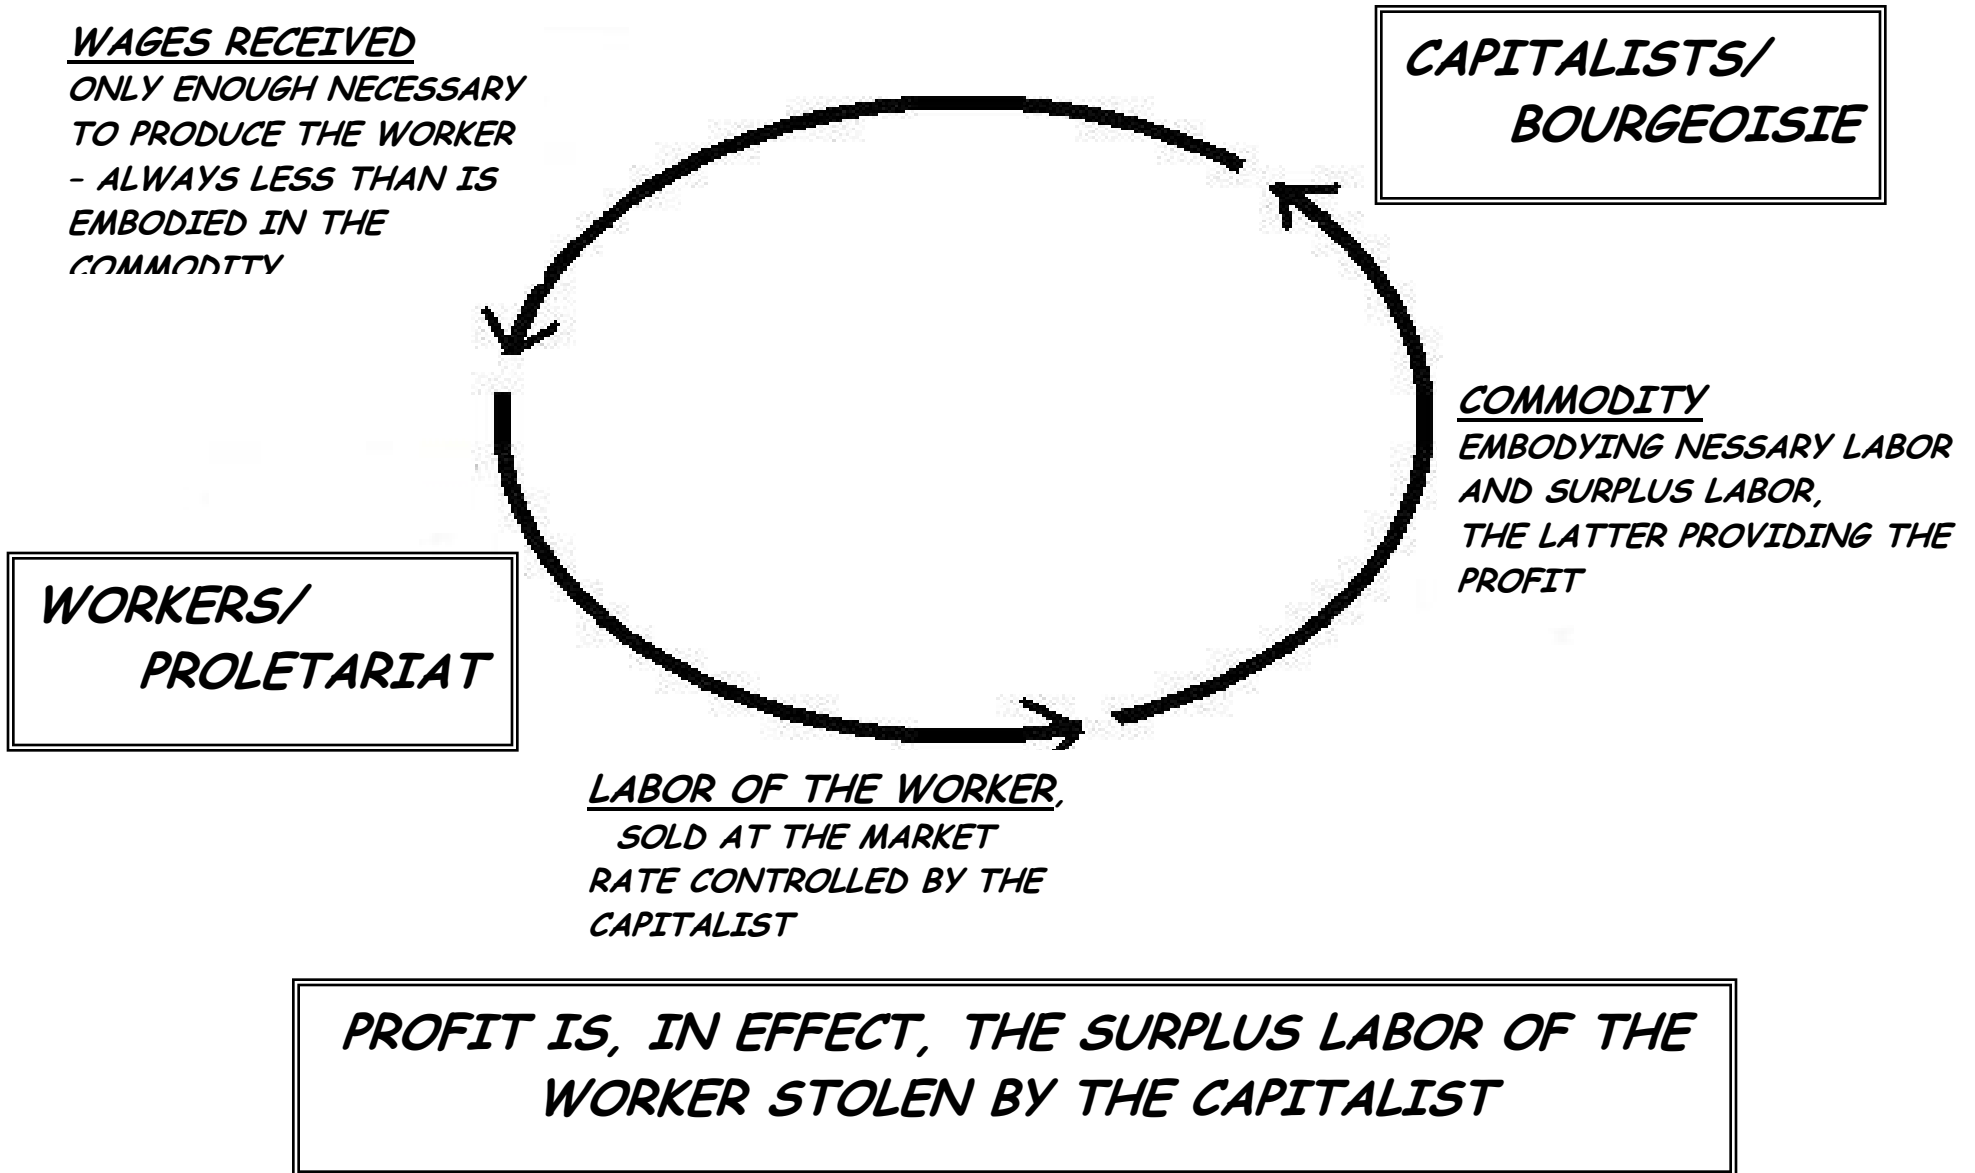 WAGES RECEIVED
ONLY ENOUGH NECESSARY
TO PRODUCE THE WORKER
- ALWAYS LESS THAN IS
EMBODIED IN THE
COMMODITY
CAPITALISTS/
BOURGEOISIE
COMMODITY
EMBODYING NESSARY LABOR
AND SURPLUS LABOR,
THE LATTER PROVIDING THE
PROFIT
WORKERS/
PROLETARIAT
LABOR OF THE WORKER,
SOLD AT THE MARKET
RATE CONTROLLED BY THE
CAPITALIST
PROFIT IS, IN EFFECT, THE SURPLUS LABOR OF THE
WORKER STOLEN BY THE CAPITALIST